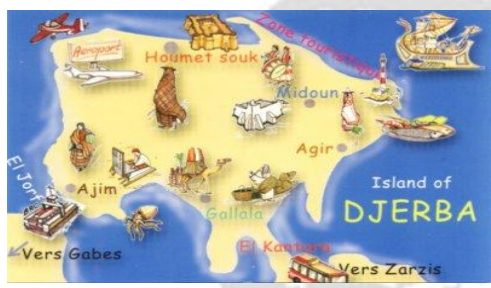 Aeroport
Houmet souk
Zone touristique
Midoun
Agir
El Jorf
Ajim
Island of
DJERBA
Gallala
El Kantara
Vers Gabes
Vers Zarzis